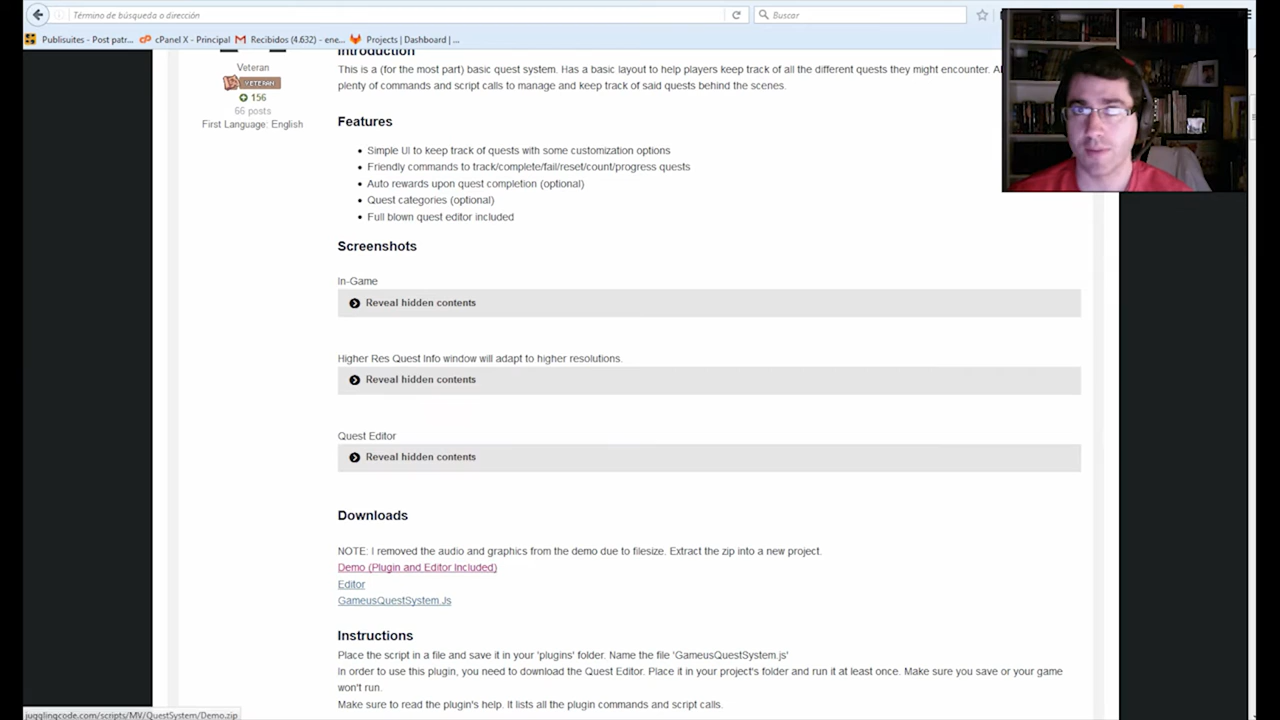 Término de búsqueda o dirección
Buscar
Publisuites - Post patr...
cPanel X - Principal
Recibidos (4.632) - ene...
Projects | Dashboard | ...
Introduction
Veteran
VETERAN
156
66 posts
First Language: English
This is a (for the most part) basic quest system. Has a basic layout to help players keep track of all the different quests they might encounter.
plenty of commands and script calls to manage and keep track of said quests behind the scenes.
Features
Simple UI to keep track of quests with some customization options
Friendly commands to track/complete/fail/reset/count/progress quests
Auto rewards upon quest completion (optional)
Quest categories (optional)
Full blown quest editor included
Screenshots
In-Game
Reveal hidden contents
Higher Res Quest Info window will adapt to higher resolutions.
Reveal hidden contents
Quest Editor
Reveal hidden contents
Downloads
NOTE: I removed the audio and graphics from the demo due to filesize. Extract the zip into a new project.
Demo (Plugin and Editor Included)
Editor
GameusQuestSystem.Js
Instructions
Place the script in a file and save it in your 'plugins' folder. Name the file 'GameusQuestSystem.js'
In order to use this plugin, you need to download the Quest Editor. Place it in your project's folder and run it at least once. Make sure you save or your game
won't run.
Make sure to read the plugin's help. It lists all the plugin commands and script calls.
jugglingcode.com/scripts/MV/QuestSystem/Demo.zip